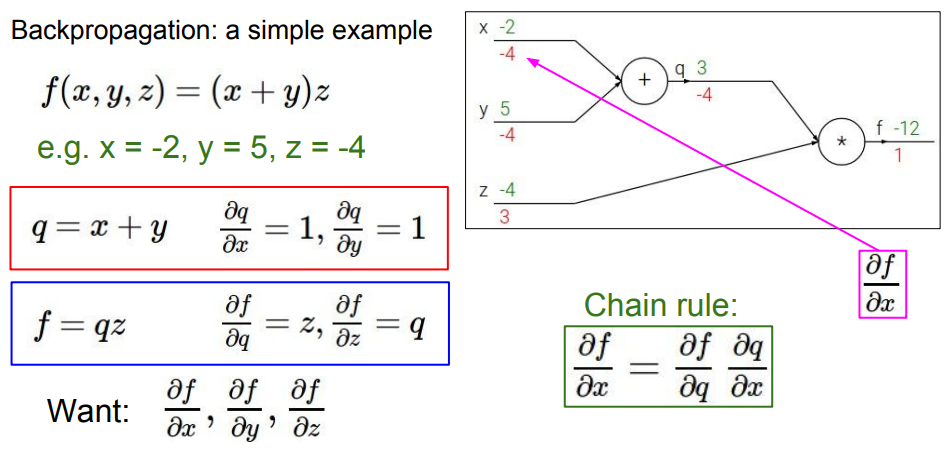 Backpropagation: a simple example
f(x, y, z) = (x + y)z
e.g. x = -2, y = 5, z = -4
q = x + y    ∂q/∂x = 1, ∂q/∂y = 1
f = qz    ∂f/∂q = z, ∂f/∂z = q
Want: ∂f/∂x, ∂f/∂y, ∂f/∂z
x -2
-4
y 5
-4
z -4
3
+
q 3
-4
*
f -12
1
∂f/∂x
Chain rule:
∂f/∂x = ∂f/∂q ∂q/∂x